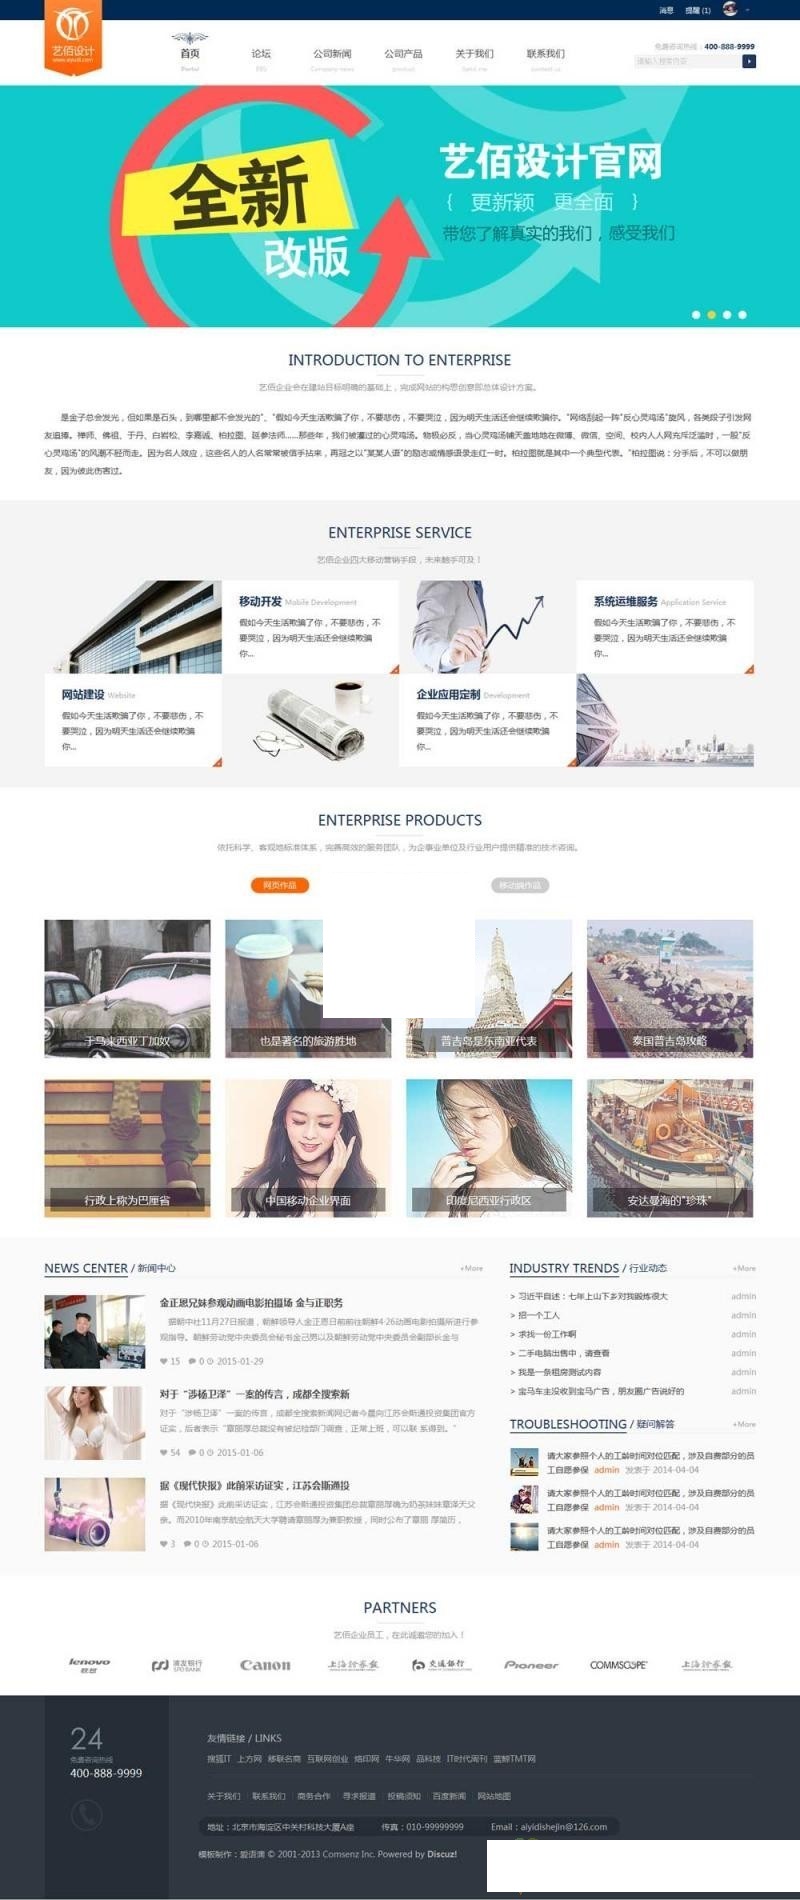 消息 提醒 (1)
艺佰设计
首页
论坛
公司新闻
公司产品
关于我们
联系我们
Portal
BBS
Company news
product
contact us
免费咨询热线：400-888-9999
请输入搜索内容
全新
改版
艺佰设计官网
{ 更新颖 更全面 }
带您了解真实的我们，感受我们
INTRODUCTION TO ENTERPRISE
艺佰企业会在建站目标明确的基础上，完成网站的构思创意即总体设计方案。
是金子总会发光，但如果是石头，到哪里都不会发光的"、"假如今天生活欺骗了你，不要悲伤，不要哭泣，因为明天生活还会继续欺骗你。"网络刮起一阵"反心灵鸡汤"旋风，各类段子引发网
友追捧。禅师、佛祖、于丹、白岩松、李嘉诚、柏拉图、延参法师......那些年，我们被灌过的心灵鸡汤。物极必反，当心灵鸡汤铺天盖地地在微博、微信、空间、校内人人网充斥泛滥时，一股"反
心灵鸡汤"的风潮不胫而走。因为名人效应，这些名人的人名常常被信手拈来，再冠之以"某某人语"的励志或情感语录走红一时。柏拉图就是其中一个典型代表。"柏拉图说：分手后，不可以做朋
友，因为彼此伤害过。
ENTERPRISE SERVICE
艺佰企业四大移动营销手段，未来触手可及！
移动开发 Mobile Development
假如今天生活欺骗了你，不要悲伤，不
要哭泣，因为明天生活还会继续欺骗
你...
系统运维服务 Application Service
假如今天生活欺骗了你，不要悲伤，不
要哭泣，因为明天生活还会继续欺骗
你...
网站建设 Website
假如今天生活欺骗了你，不要悲伤，不
要哭泣，因为明天生活还会继续欺骗
你...
企业应用定制 Development
假如今天生活欺骗了你，不要悲伤，不
要哭泣，因为明天生活还会继续欺骗
你...
ENTERPRISE PRODUCTS
依托科学、客观地标准体系，完善高效的服务团队，为企事业单位及行业用户提供精准的技术咨询。
网页作品
移动端作品
于马来西亚丁加奴
也是著名的旅游胜地
普吉岛是东南亚代表
泰国普吉岛攻略
行政上称为巴厘省
中国移动企业界面
印度尼西亚行政区
安达曼海的"珍珠"
NEWS CENTER / 新闻中心
+More
金正恩兄妹参观动画电影拍摄场 金与正职务
据朝中社11月27日报道，朝鲜领导人金正恩日前前往朝鲜4·26动画电影拍摄所进行参
观指导。朝鲜劳动党中央委员会秘书金己男以及朝鲜劳动党中央委员会副部长金与
15 0 2015-01-29
对于“涉杨卫泽”一案的传言，成都全搜索新
对于“涉杨卫泽”一案的传言，成都全搜索新闻网记者今晨向江苏会斯通投资集团官方
证实，后者表示“章丽厚总裁没有被纪检部门调查，正常上班，可以联 系得到。”
54 0 2015-01-06
据《现代快报》此前采访证实，江苏会斯通投
据《现代快报》此前采访证实，江苏会斯通投资集团总裁章丽厚确为奶茶妹妹章泽天父
亲。而2010年南京航空航天大学聘请章丽厚为兼职教授，同时公布了章丽 厚简历，
3 0 2015-01-06
INDUSTRY TRENDS / 行业动态
+More
> 习近平自述：七年上山下乡对我锻炼很大 admin
> 招一个工人 admin
> 求找一份工作啊 admin
> 二手电脑出售中，请查看 admin
> 我是一条租房测试内容 admin
> 宝马车主没收到宝马广告，朋友圈广告说好的 admin
TROUBLESHOOTING / 疑问解答
+More
请大家参照个人的工龄时间对位匹配，涉及自费部分的员
工自愿参保 admin 发表于 2014-04-04
请大家参照个人的工龄时间对位匹配，涉及自费部分的员
工自愿参保 admin 发表于 2014-04-04
请大家参照个人的工龄时间对位匹配，涉及自费部分的员
工自愿参保 admin 发表于 2014-04-04
PARTNERS
艺佰企业员工，在此诚邀您的加入！
lenovo 联想
浦发银行 SPD BANK
Canon
上海证券报
交通银行
Pioneer
COMMSCOPE
上海证券报
24
免费咨询热线
400-888-9999
友情链接 / LINKS
搜狐IT 上方网 移联名商 互联网创业 烙印网 牛华网 品科技 IT时代周刊 蓝鲸TMT网
关于我们 联系我们 商务合作 寻求报道 投稿须知 百度新闻 网站地图
地址：北京市海淀区中关村科技大厦A座 传真：010-99999999 Email：aiyidishejin@126.com
模板制作：爱语澜 © 2001-2013 Comsenz Inc. Powered by Discuz!